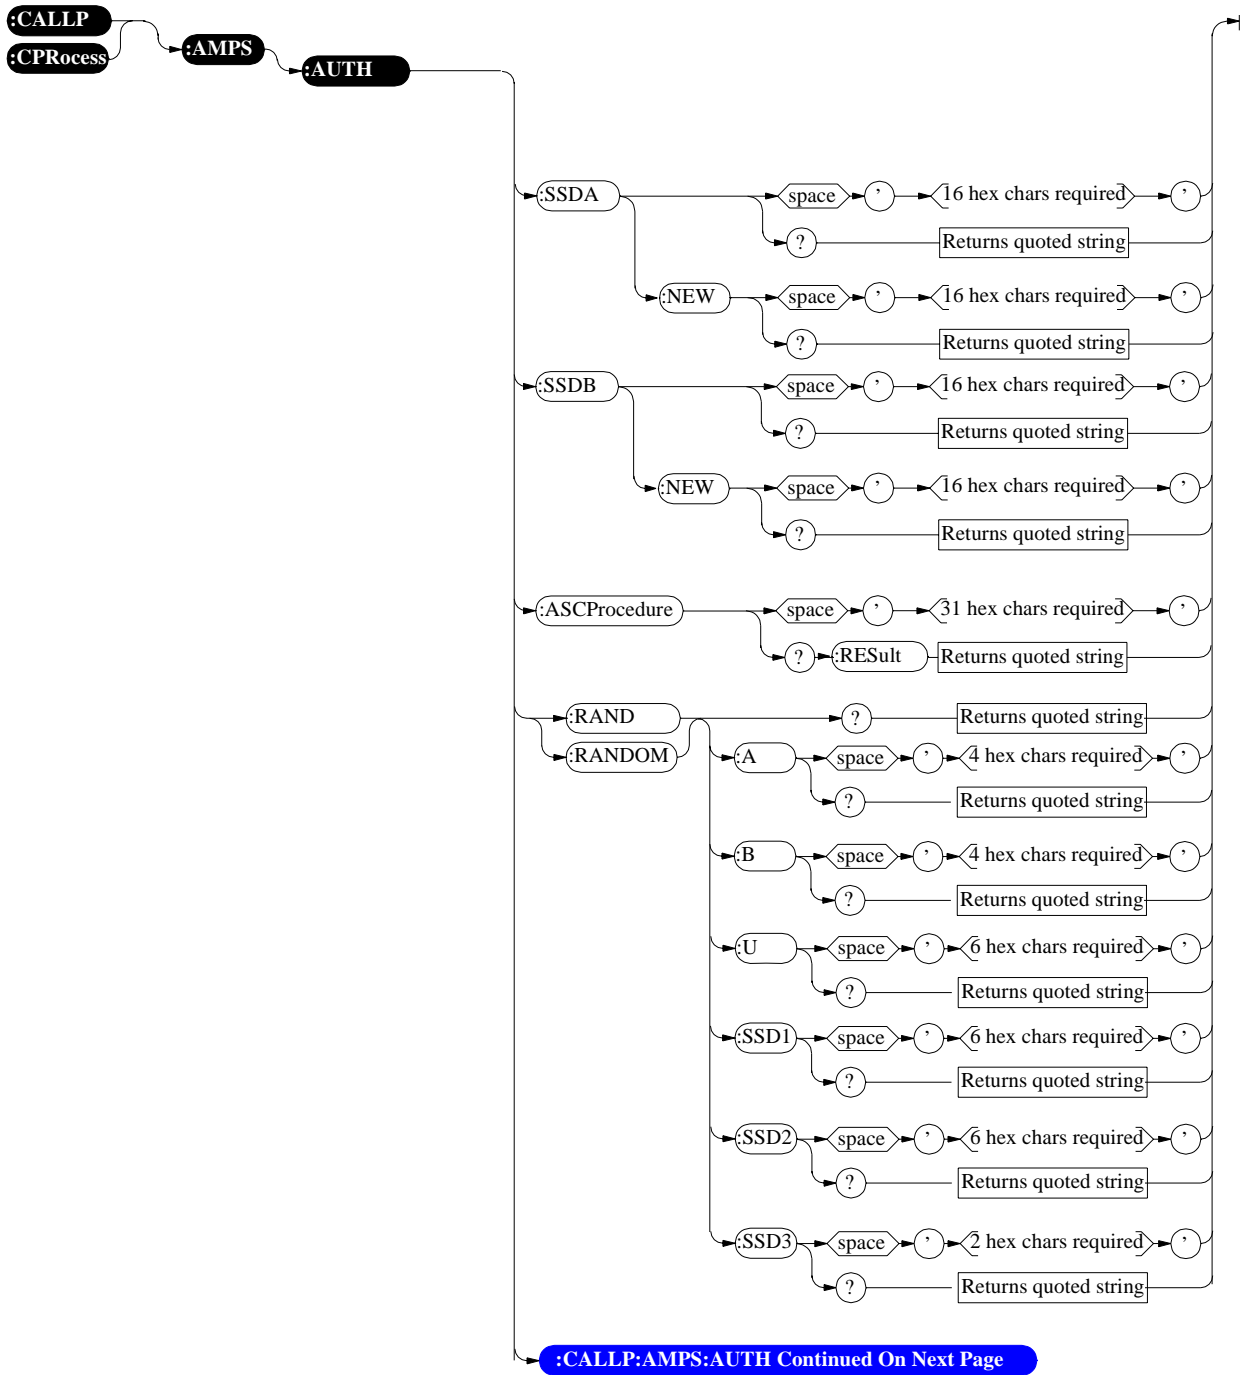 :CALLP
:CPRocess
:AMPS
:AUTH
:SSDA
space ’ 16 hex chars required ’
? Returns quoted string
:NEW space ’ 16 hex chars required ’
? Returns quoted string
:SSDB space ’ 16 hex chars required ’
? Returns quoted string
:NEW space ’ 16 hex chars required ’
? Returns quoted string
:ASCProcedure space ’ 31 hex chars required ’
? :RESult Returns quoted string
:RAND ? Returns quoted string
:RANDOM :A space ’ 4 hex chars required ’
? Returns quoted string
:B space ’ 4 hex chars required ’
? Returns quoted string
:U space ’ 6 hex chars required ’
? Returns quoted string
:SSD1 space ’ 6 hex chars required ’
? Returns quoted string
:SSD2 space ’ 6 hex chars required ’
? Returns quoted string
:SSD3 space ’ 2 hex chars required ’
? Returns quoted string
:CALLP:AMPS:AUTH Continued On Next Page